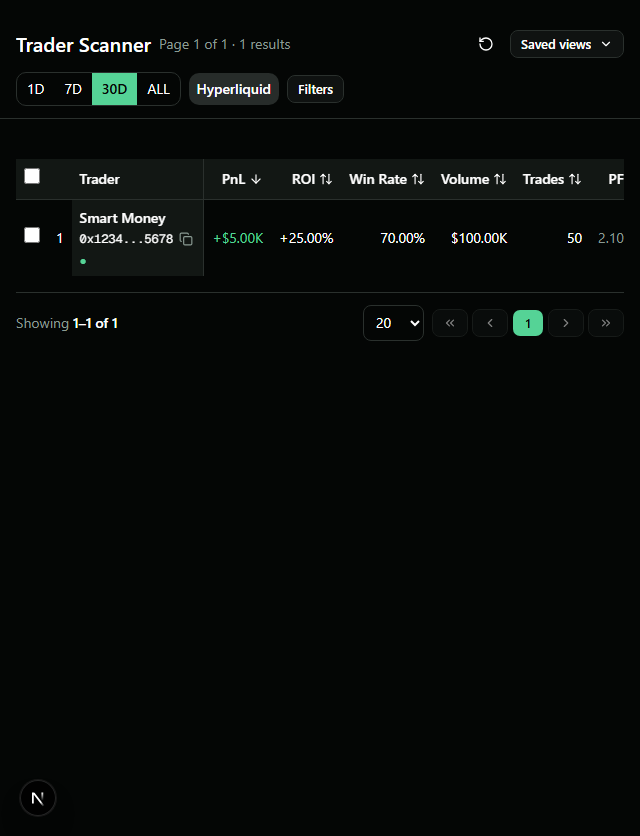 Trader Scanner Page 1 of 1 · 1 results Saved views
1D 7D 30D ALL Hyperliquid Filters
Trader PnL ↓ ROI ↑↓ Win Rate ↑↓ Volume ↑↓ Trades ↑↓ PF
Smart Money
1 0x1234...5678 +$5.00K +25.00% 70.00% $100.00K 50 2.10
Showing 1–1 of 1 20 « ‹ 1 › »
N